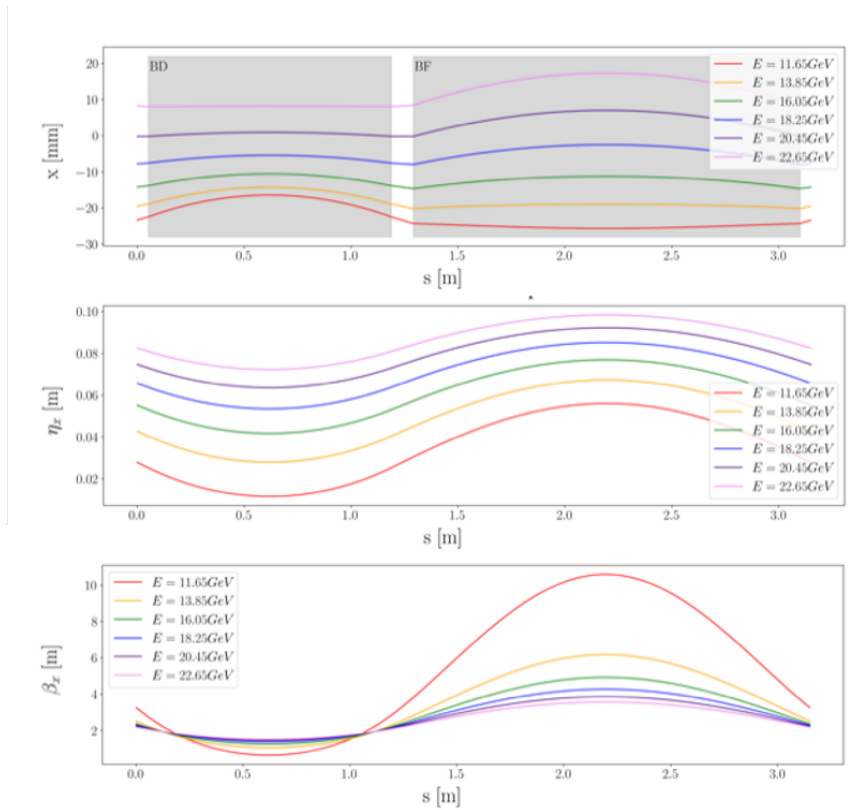 BD
BF
E = 11.65GeV
E = 13.85GeV
E = 16.05GeV
E = 18.25GeV
E = 20.45GeV
E = 22.65GeV
20
10
0
−10
−20
−30
x [mm]
0.0 0.5 1.0 1.5 2.0 2.5 3.0
s [m]
0.10
0.08
0.06
0.04
0.02
ηx [m]
E = 11.65GeV
E = 13.85GeV
E = 16.05GeV
E = 18.25GeV
E = 20.45GeV
E = 22.65GeV
0.0 0.5 1.0 1.5 2.0 2.5 3.0
s [m]
E = 11.65GeV
E = 13.85GeV
E = 16.05GeV
E = 18.25GeV
E = 20.45GeV
E = 22.65GeV
10
8
6
4
2
βx [m]
0.0 0.5 1.0 1.5 2.0 2.5 3.0
s [m]